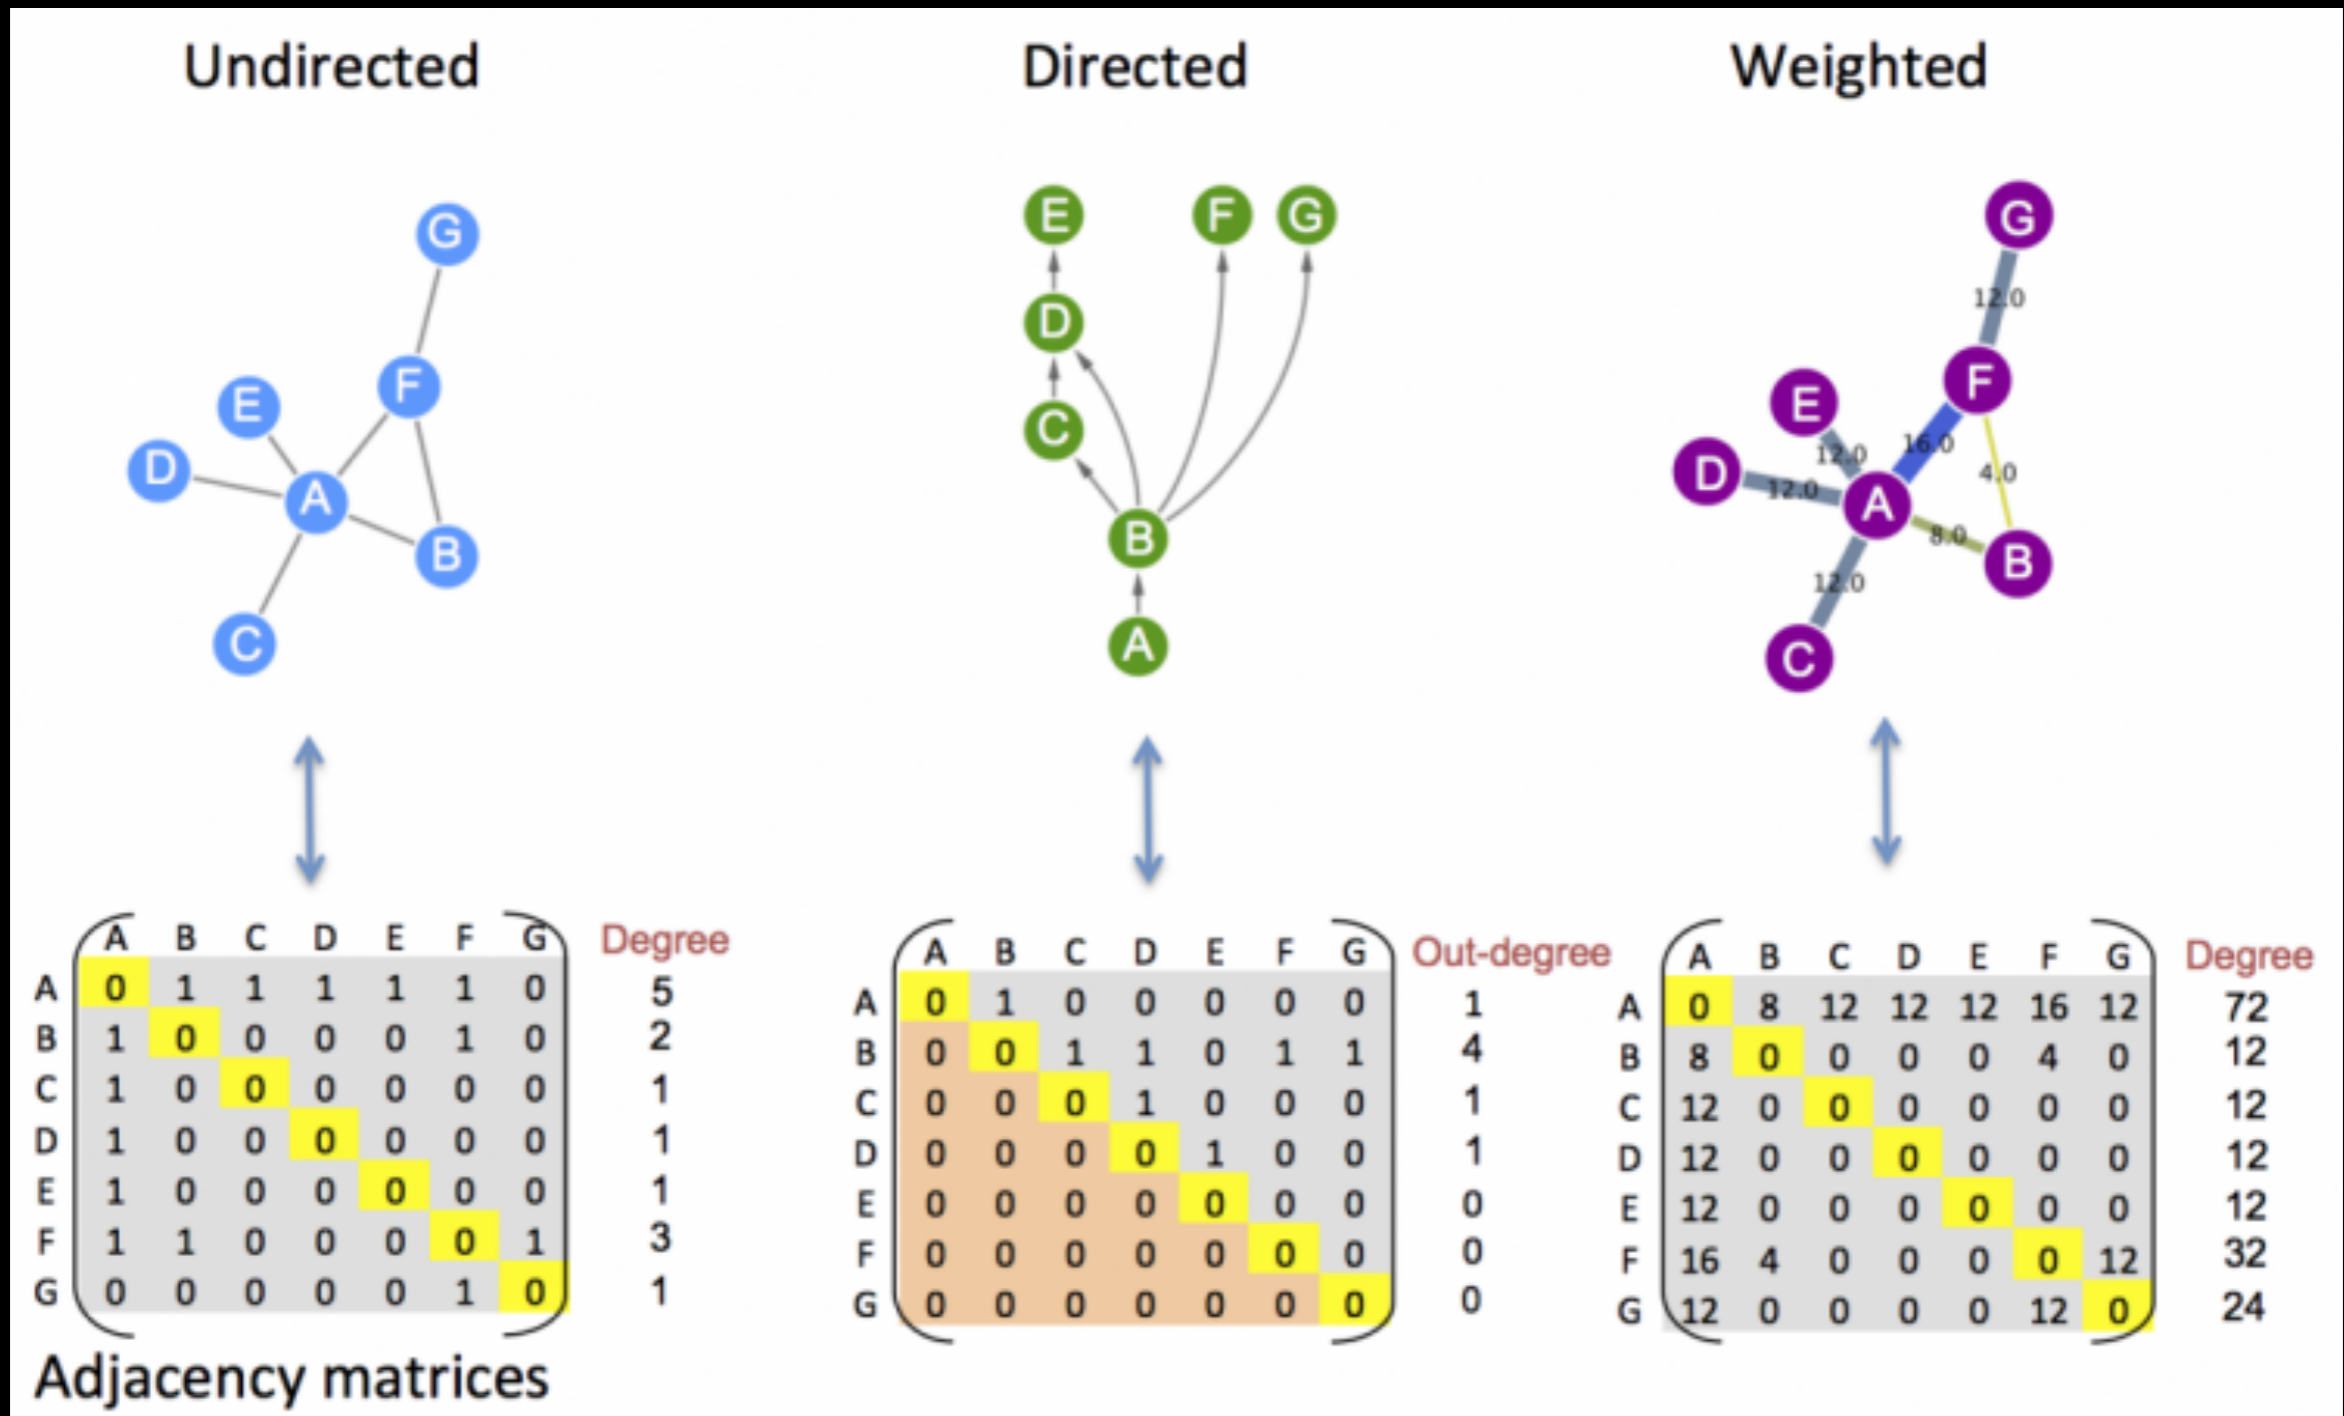 Undirected
Directed
Weighted
G
F
E
D
A
B
C
E
F
G
D
C
B
A
G
12.0
F
E
12.0
16.0
D
12.0
4.0
A
8.0
B
12.0
C
A B C D E F G Degree
A 0 1 1 1 1 1 0 5
B 1 0 0 0 0 1 0 2
C 1 0 0 0 0 0 0 1
D 1 0 0 0 0 0 0 1
E 1 0 0 0 0 0 0 1
F 1 1 0 0 0 0 1 3
G 0 0 0 0 0 1 0 1
A B C D E F G Out-degree
A 0 1 0 0 0 0 0 1
B 0 0 1 1 0 1 1 4
C 0 0 0 1 0 0 0 1
D 0 0 0 0 1 0 0 1
E 0 0 0 0 0 0 0 0
F 0 0 0 0 0 0 0 0
G 0 0 0 0 0 0 0 0
A B C D E F G Degree
A 0 8 12 12 12 16 12 72
B 8 0 0 0 0 4 0 12
C 12 0 0 0 0 0 0 12
D 12 0 0 0 0 0 0 12
E 12 0 0 0 0 0 0 12
F 16 4 0 0 0 0 12 32
G 12 0 0 0 0 12 0 24
Adjacency matrices